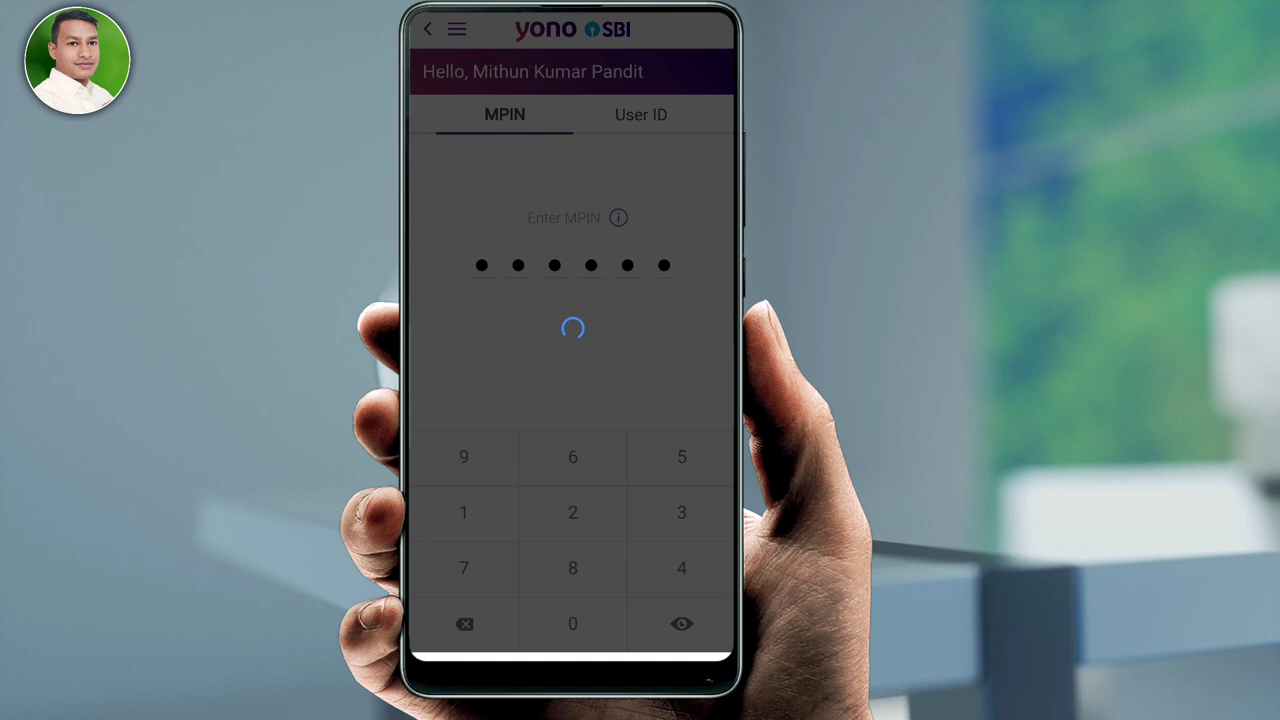 yono SBI
Hello, Mithun Kumar Pandit
MPIN User ID
Enter MPIN
9 6 5
1 2 3
7 8 4
0